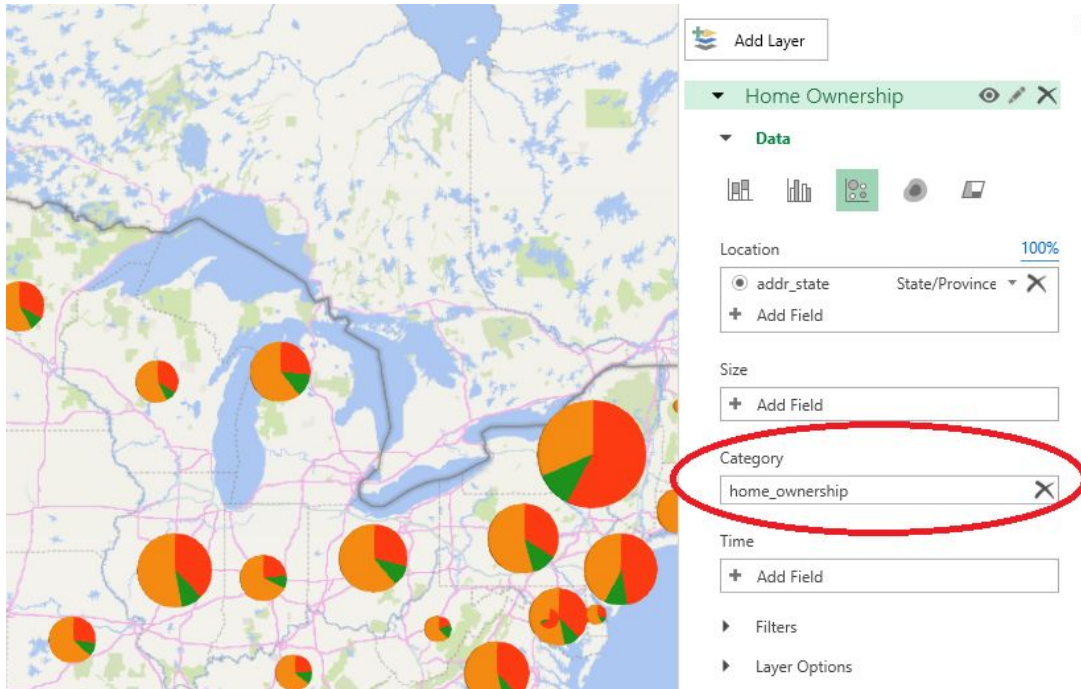 Add Layer
Home Ownership
Data
Location 100%
addr_state State/Province
+ Add Field
Size
+ Add Field
Category
home_ownership
Time
+ Add Field
Filters
Layer Options